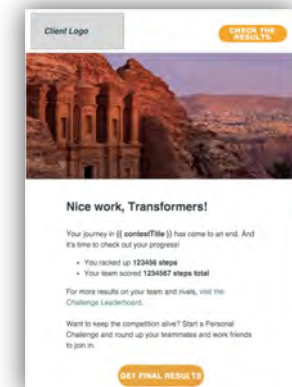 Client Logo
CHECK THE
RESULTS
Nice work, Transformers!
Your journey in {{ contestTitle }} has come to an end. And
it's time to check out your progress!
• You racked up 123456 steps
• Your team scored 1234567 steps total
For more results on your team and rivals, visit the
Challenge Leaderboard.
Want to keep the competition alive? Start a Personal
Challenge and round up your teammates and work friends
to join in.
GET FINAL RESULTS